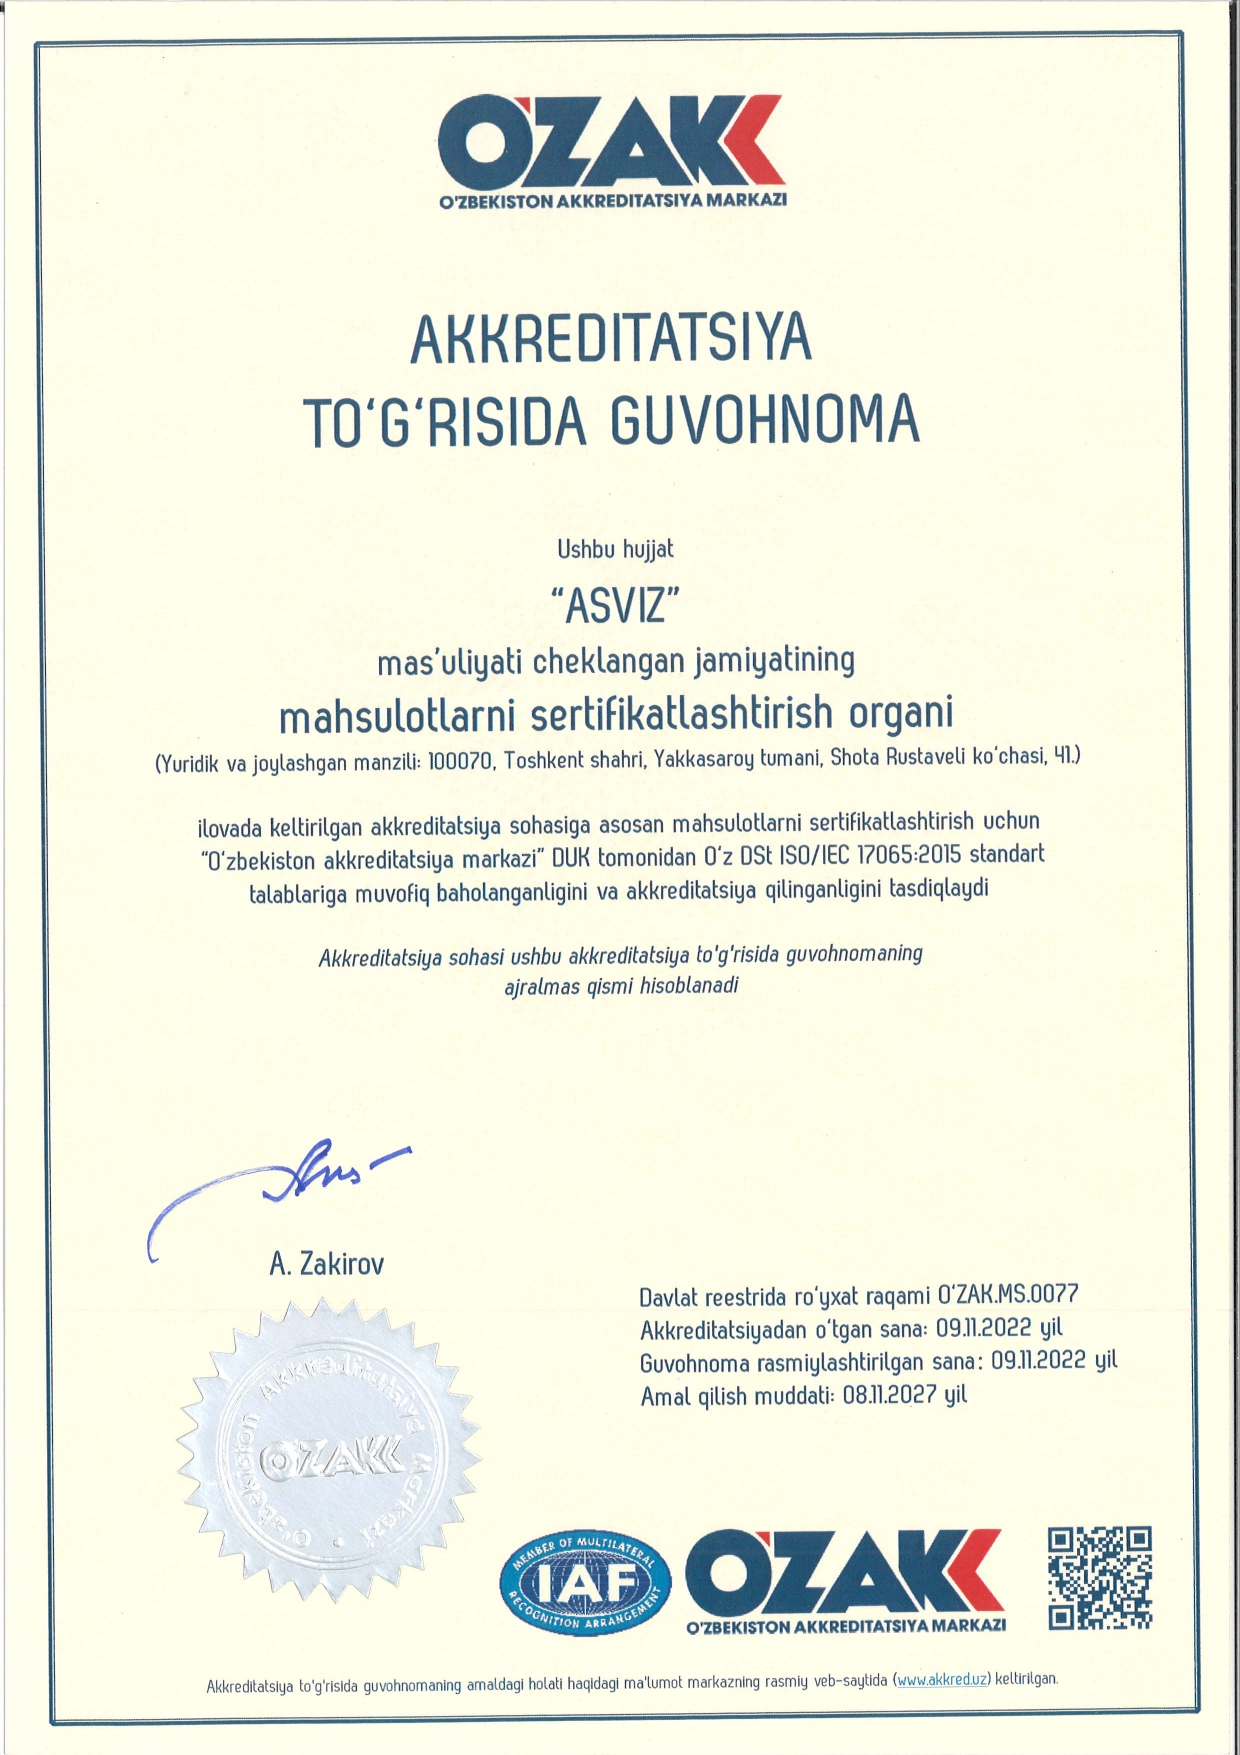 O'ZAKK
O'ZBEKISTON AKKREDITATSIYA MARKAZI
AKKREDITATSIYA
TO‘G‘RISIDA GUVOHNOMA
Ushbu hujjat
“ASVIZ”
mas’uliyati cheklangan jamiyatining
mahsulotlarni sertifikatlashtirish organi
(Yuridik va joylashgan manzili: 100070, Toshkent shahri, Yakkasaroy tumani, Shota Rustaveli ko‘chasi, 41.)
ilovada keltirilgan akkreditatsiya sohasiga asosan mahsulotlarni sertifikatlashtirish uchun
“O‘zbekiston akkreditatsiya markazi” DUK tomonidan O‘z DSt ISO/IEC 17065:2015 standart
talablariga muvofiq baholanganligini va akkreditatsiya qilinganligini tasdiqlaydi
Akkreditatsiya sohasi ushbu akkreditatsiya to'g'risida guvohnomaning
ajralmas qismi hisoblanadi
A. Zakirov
Davlat reestrida ro‘yxat raqami O‘ZAK.MS.0077
Akkreditatsiyadan o‘tgan sana: 09.11.2022 yil
Guvohnoma rasmiylashtirilgan sana: 09.11.2022 yil
Amal qilish muddati: 08.11.2027 yil
O'zbekiston Akkreditatsiya Markazi
O'ZAKK
MEMBER OF MULTILATERAL
IAF
RECOGNITION ARRANGEMENT
O'ZAKK
O'ZBEKISTON AKKREDITATSIYA MARKAZI
Akkreditatsiya to'g'risida guvohnomaning amaldagi holati haqidagi ma'lumot markazning rasmiy veb-saytida (www.akkred.uz) keltirilgan.